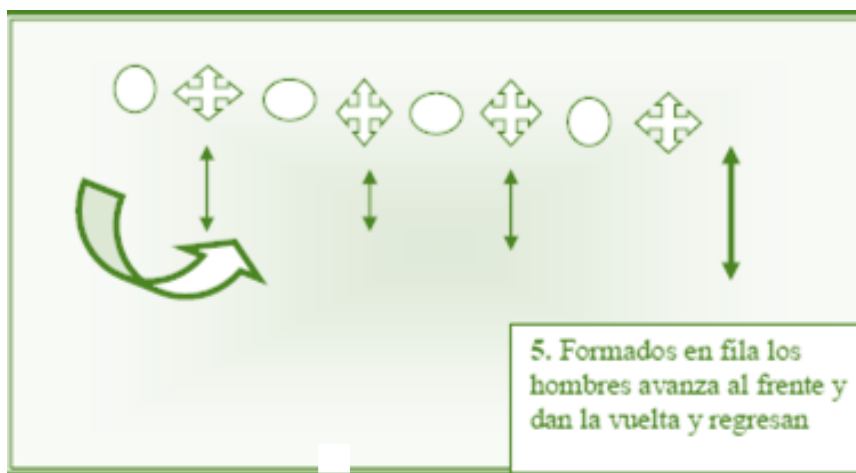 5. Formados en fila los
hombres avanza al frente y
dan la vuelta y regresan